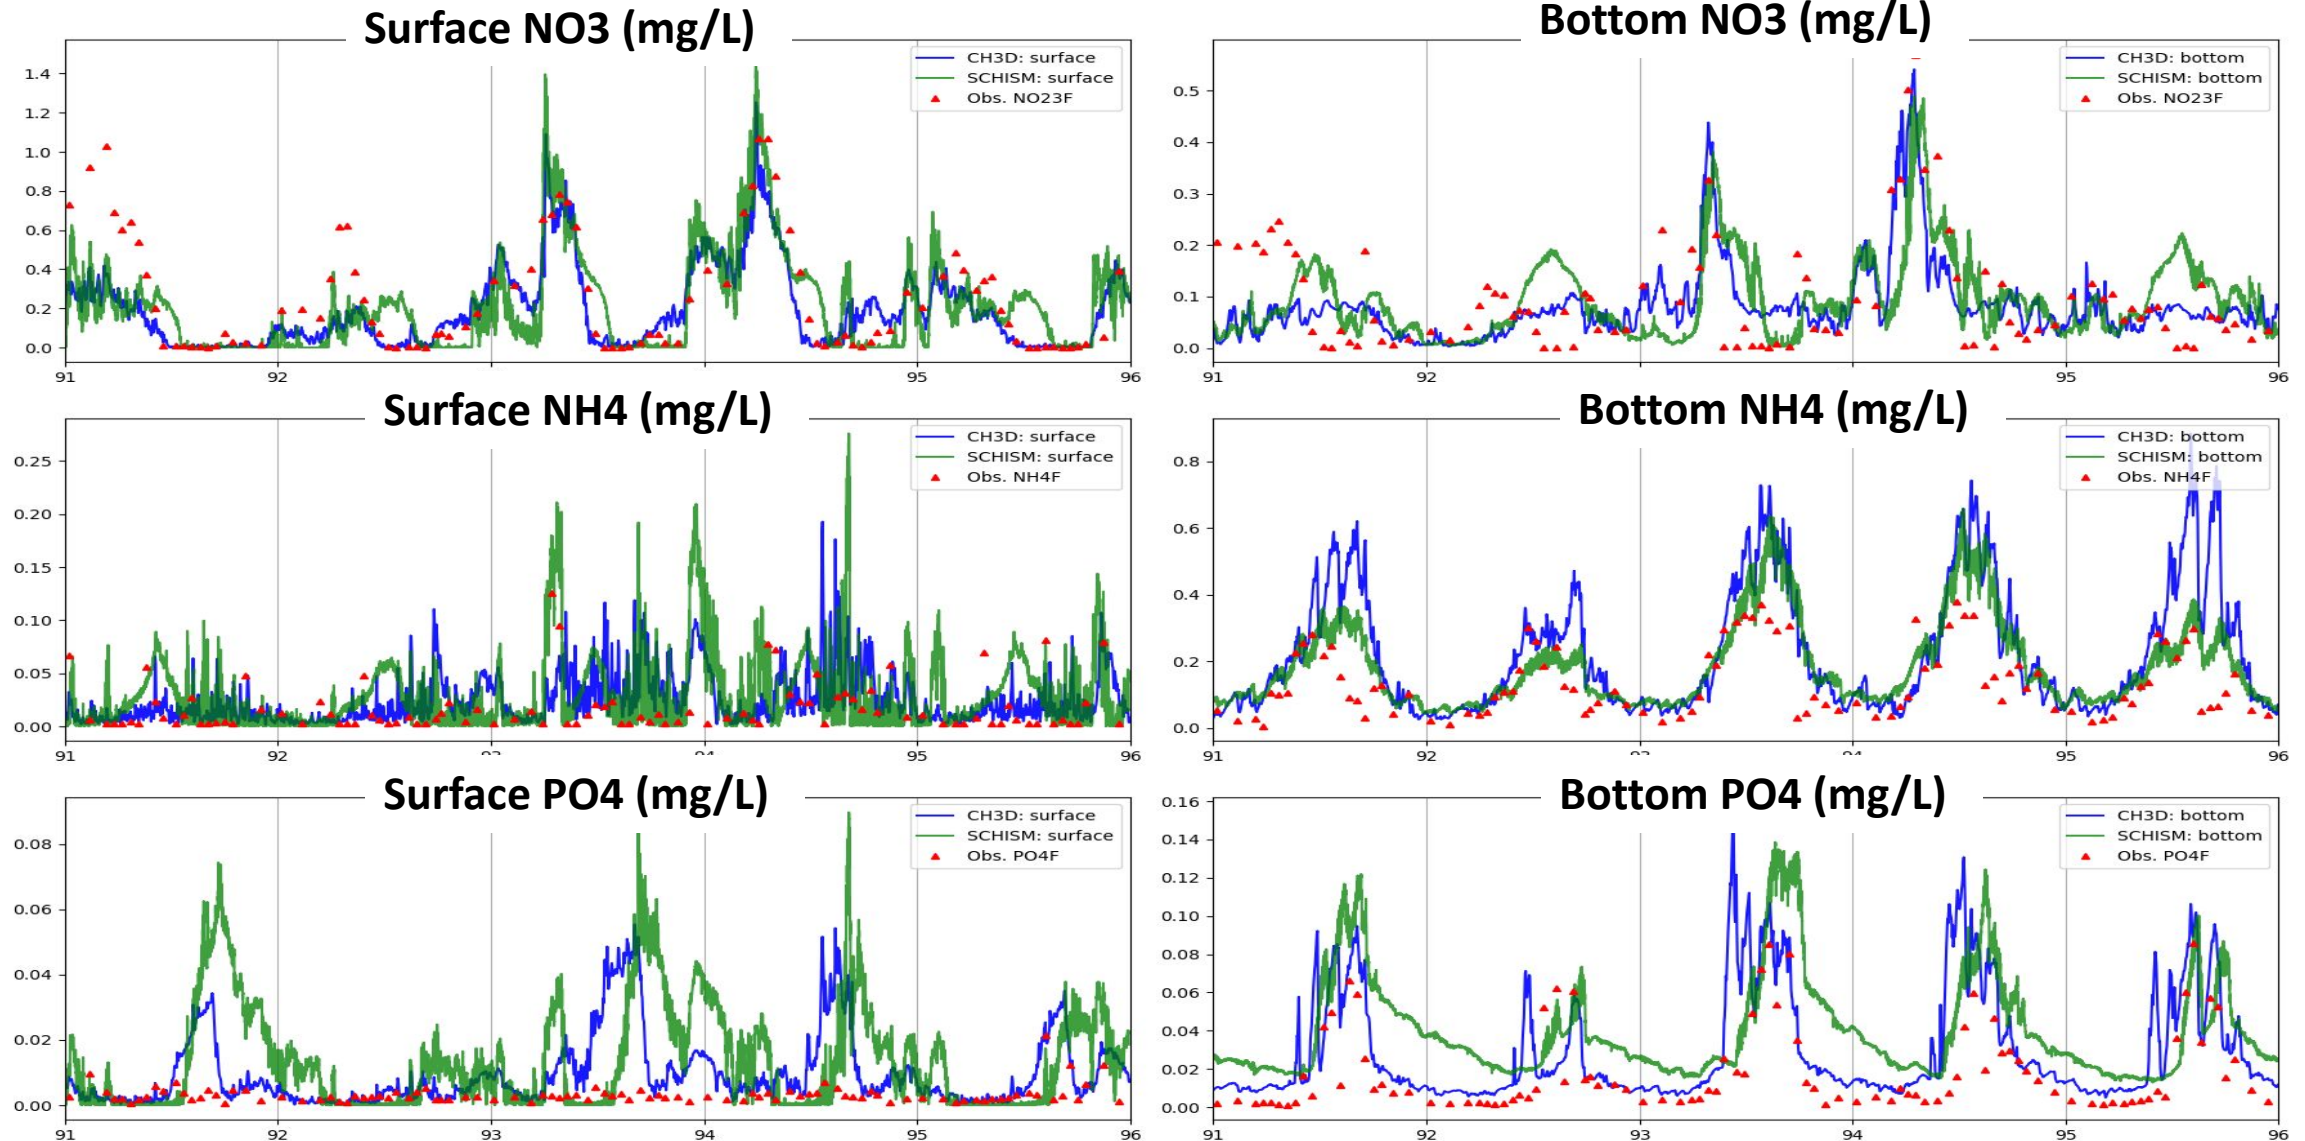 Surface NO3 (mg/L)
CH3D: surface
SCHISM: surface
Obs. NO23F
1.4
1.2
1.0
0.8
0.6
0.4
0.2
0.0
91 92 93 94 95 96
Bottom NO3 (mg/L)
CH3D: bottom
SCHISM: bottom
Obs. NO23F
0.5
0.4
0.3
0.2
0.1
0.0
91 92 93 94 95 96
Surface NH4 (mg/L)
CH3D: surface
SCHISM: surface
Obs. NH4F
0.25
0.20
0.15
0.10
0.05
0.00
91 92 93 94 95 96
Bottom NH4 (mg/L)
CH3D: bottom
SCHISM: bottom
Obs. NH4F
0.8
0.6
0.4
0.2
0.0
91 92 93 94 95 96
Surface PO4 (mg/L)
CH3D: surface
SCHISM: surface
Obs. PO4F
0.08
0.06
0.04
0.02
0.00
91 92 93 94 95 96
Bottom PO4 (mg/L)
CH3D: bottom
SCHISM: bottom
Obs. PO4F
0.16
0.14
0.12
0.10
0.08
0.06
0.04
0.02
0.00
91 92 93 94 95 96